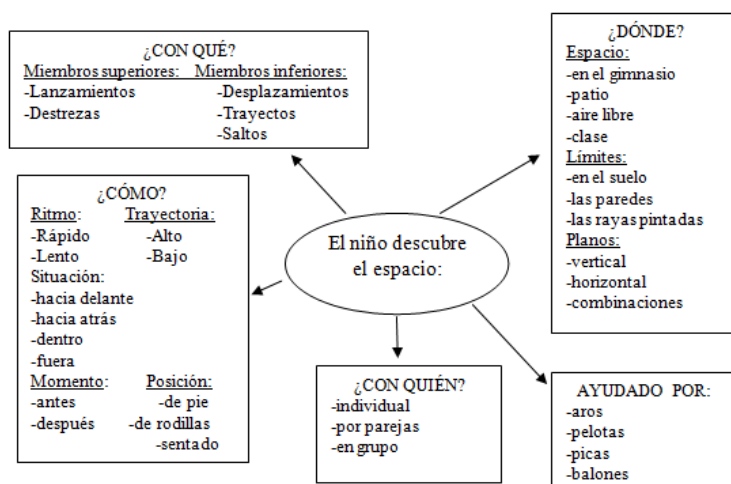 ¿CON QUÉ?
Miembros superiores: Miembros inferiores:
-Lanzamientos -Desplazamientos
-Destrezas -Trayectos
-Saltos
¿DÓNDE?
Espacio:
-en el gimnasio
-patio
-aire libre
-clase
Límites:
-en el suelo
-las paredes
-las rayas pintadas
Planos:
-vertical
-horizontal
-combinaciones
¿CÓMO?
Ritmo: Trayectoria:
-Rápido -Alto
-Lento -Bajo
Situación:
-hacia delante
-hacia atrás
-dentro
-fuera
Momento: Posición:
-antes -de pie
-después -de rodillas
-sentado
El niño descubre
el espacio:
¿CON QUIÉN?
-individual
-por parejas
-en grupo
AYUDADO POR:
-aros
-pelotas
-picas
-balones